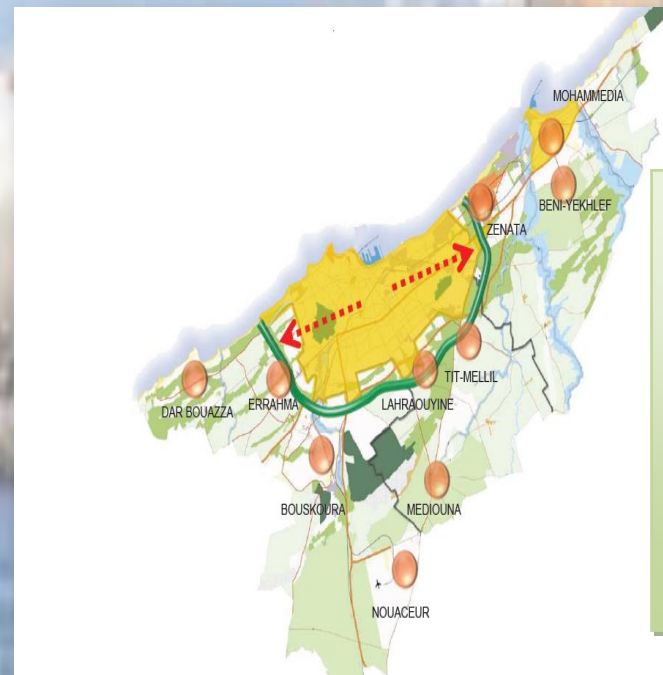 MOHAMMEDIA
BENI-YEKHLEF
ZENATA
TIT-MELLIL
LAHRAOUYINE
ERRAHMA
DAR BOUAZZA
BOUSKOURA
MEDIOUNA
NOUACEUR